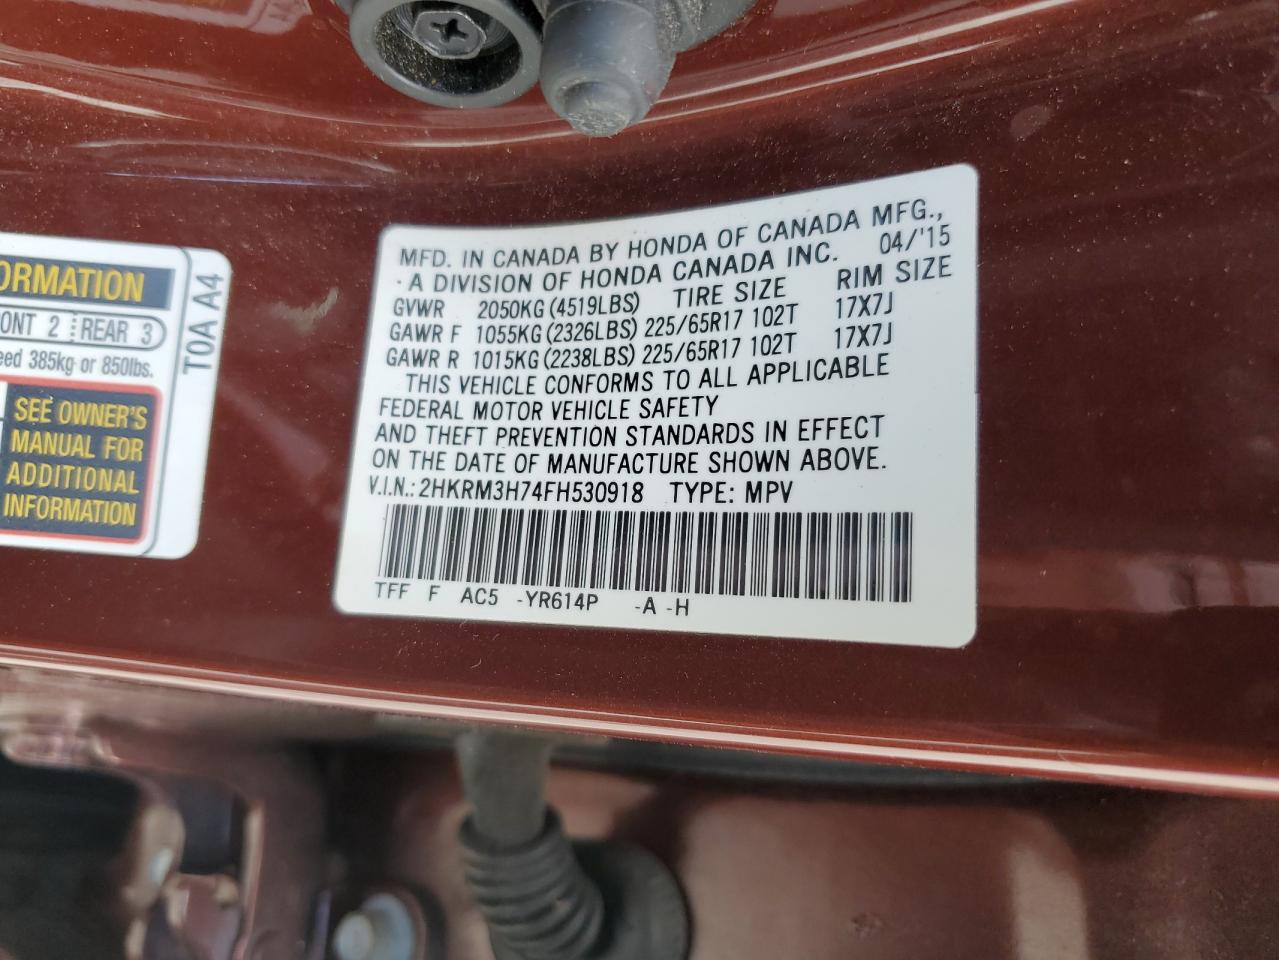 MFD. IN CANADA BY HONDA OF CANADA MFG.,
A DIVISION OF HONDA CANADA INC. 04/'15
GVWR 2050KG (4519LBS) TIRE SIZE RIM SIZE
GAWR F 1055KG (2326LBS) 225/65R17 102T 17X7J
GAWR R 1015KG (2238LBS) 225/65R17 102T 17X7J
THIS VEHICLE CONFORMS TO ALL APPLICABLE
FEDERAL MOTOR VEHICLE SAFETY
AND THEFT PREVENTION STANDARDS IN EFFECT
ON THE DATE OF MANUFACTURE SHOWN ABOVE.
V.I.N.: 2HKRM3H74FH530918 TYPE: MPV
TFF F AC5 -YR614P -A -H
ORMATION
ONT 2 REAR 3
eed 385kg or 850lbs.
SEE OWNER'S
MANUAL FOR
ADDITIONAL
INFORMATION
T0A A4